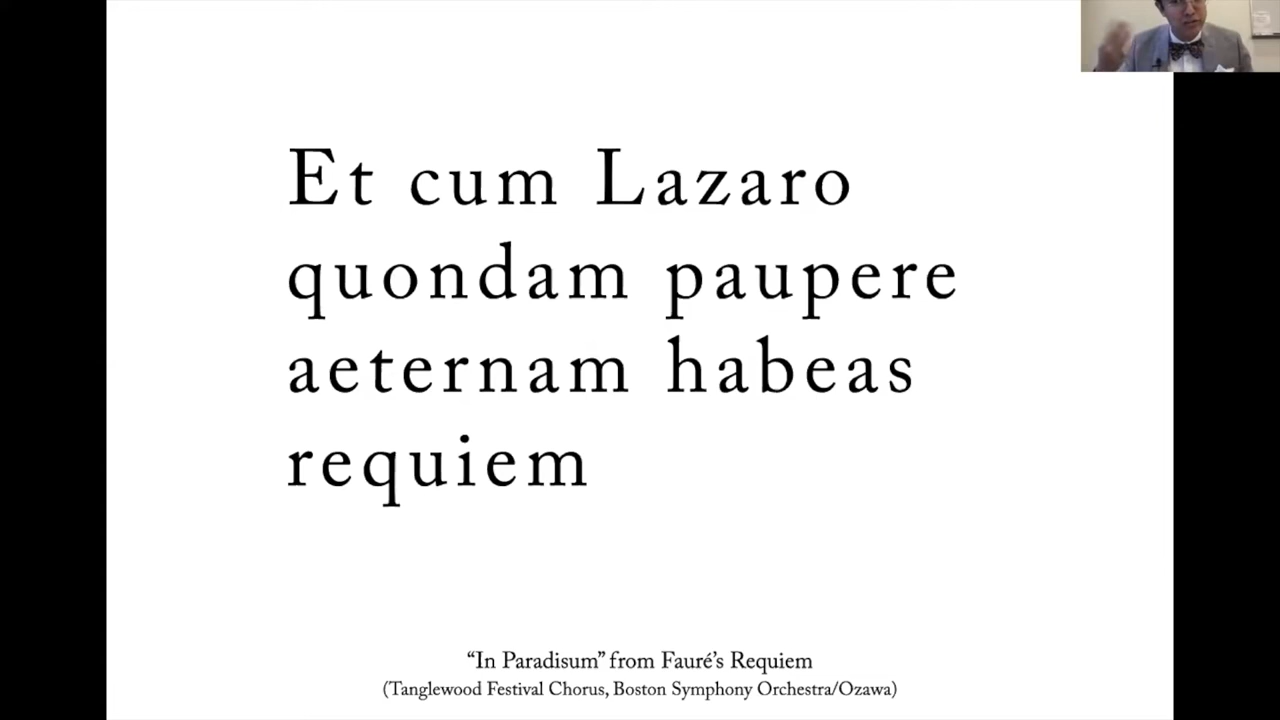 Et cum Lazaro
quondam paupere
aeternam habeas
requiem
“In Paradisum” from Fauré’s Requiem
(Tanglewood Festival Chorus, Boston Symphony Orchestra/Ozawa)